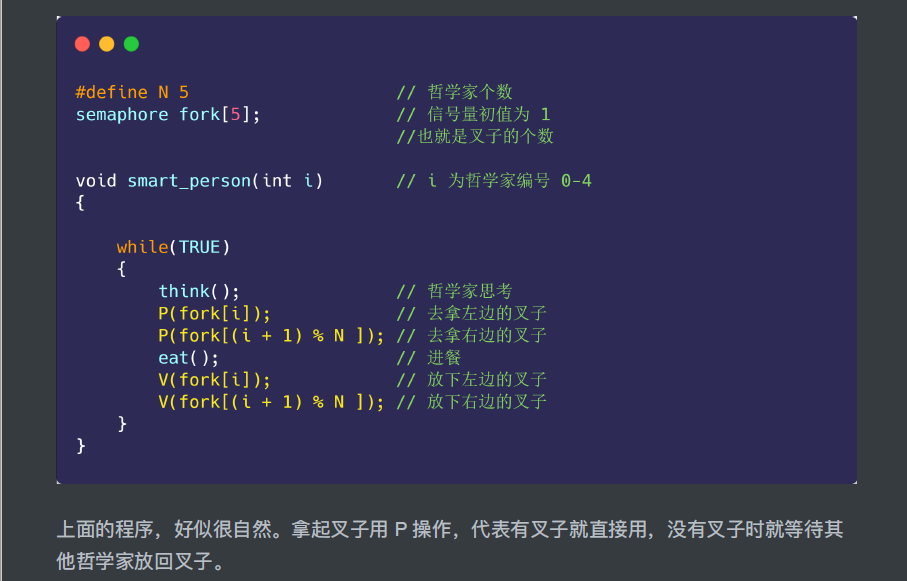 #define N 5 // 哲学家个数
semaphore fork[5]; // 信号量初值为 1
//也就是叉子的个数
void smart_person(int i) // i 为哲学家编号 0-4
{
while(TRUE)
{
think(); // 哲学家思考
P(fork[i]); // 去拿左边的叉子
P(fork[(i + 1) % N ]); // 去拿右边的叉子
eat(); // 进餐
V(fork[i]); // 放下左边的叉子
V(fork[(i + 1) % N ]); // 放下右边的叉子
}
}
上面的程序，好似很自然。拿起叉子用 P 操作，代表有叉子就直接用，没有叉子时就等待其
他哲学家放回叉子。